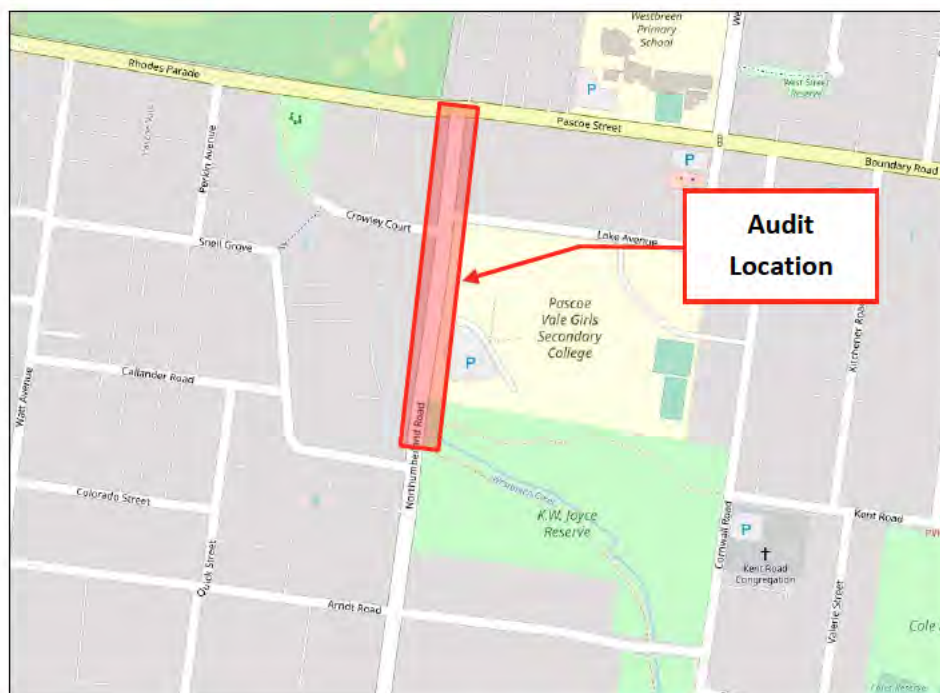 Westbreen
Primary
School
P
West Street
Reserve
Rhodes Parade
Pascoe Street
Boundary Road
P
Perkin Avenue
Crowley Court
Lake Avenue
Snell Grove
Audit
Location
Pascoe
Vale Girls
Secondary
College
P
Kirchener Road
Watt Avenue
Callander Road
Northumberland Road
Colorado Street
Quick Street
K.W. Joyce
Reserve
Cornwall Road
Kent Road
P
Kent Road
Congregation
Arndt Road
Valerie Street
Cole